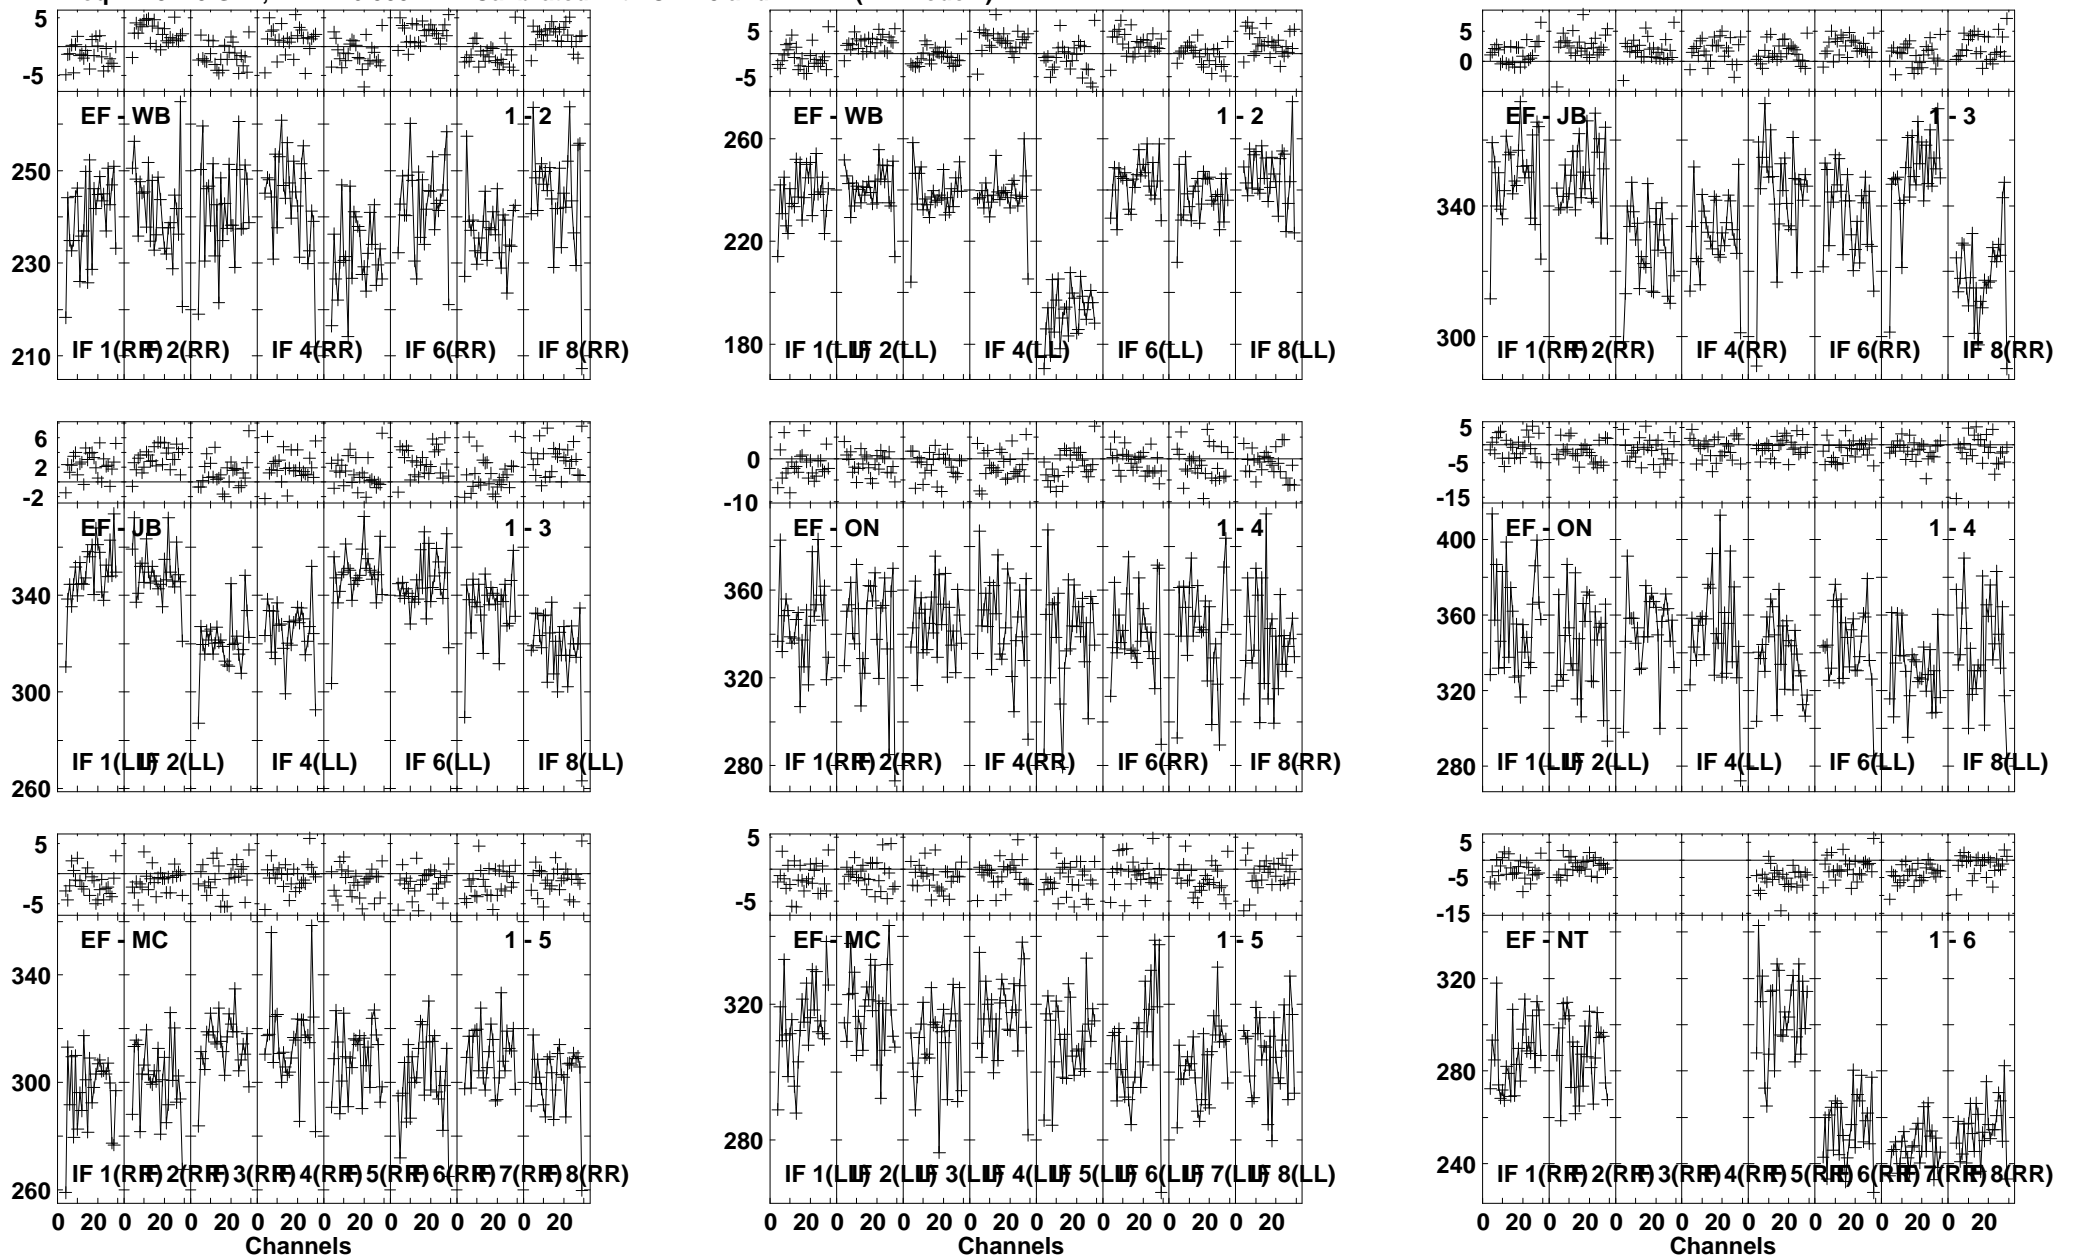 5
-5
EF - WB 1 - 2
250
230
210
IF 1(RR) IF 2(RR) IF 4(RR) IF 6(RR) IF 8(RR)
5
-5
EF - WB 1 - 2
260
220
180
IF 1(LL) IF 2(LL) IF 4(LL) IF 6(LL) IF 8(LL)
5
0
EF - JB 1 - 3
340
300
IF 1(RR) IF 2(RR) IF 4(RR) IF 6(RR) IF 8(RR)
6
2
-2
EF - JB 1 - 3
340
300
260
IF 1(LL) IF 2(LL) IF 4(LL) IF 6(LL) IF 8(LL)
0
-10
EF - ON 1 - 4
360
320
280
IF 1(RR) IF 2(RR) IF 4(RR) IF 6(RR) IF 8(RR)
5
-5
-15
EF - ON 1 - 4
400
360
320
280
IF 1(LL) IF 2(LL) IF 4(LL) IF 6(LL) IF 8(LL)
5
-5
EF - MC 1 - 5
340
300
260
IF 1(RR) IF 2(RR) IF 3(RR) IF 4(RR) IF 5(RR) IF 6(RR) IF 7(RR) IF 8(RR)
0 20 0 20 0 20 0 20 0 20 0 20 0 20 0 20
Channels
5
-5
EF - MC 1 - 5
320
280
IF 1(LL) IF 2(LL) IF 3(LL) IF 4(LL) IF 5(LL) IF 6(LL) IF 7(LL) IF 8(LL)
0 20 0 20 0 20 0 20 0 20 0 20 0 20 0 20
Channels
5
-5
-15
EF - NT 1 - 6
320
280
240
IF 1(RR) IF 2(RR) IF 3(RR) IF 4(RR) IF 5(RR) IF 6(RR) IF 7(RR) IF 8(RR)
0 20 0 20 0 20 0 20 0 20 0 20 0 20 0 20
Channels